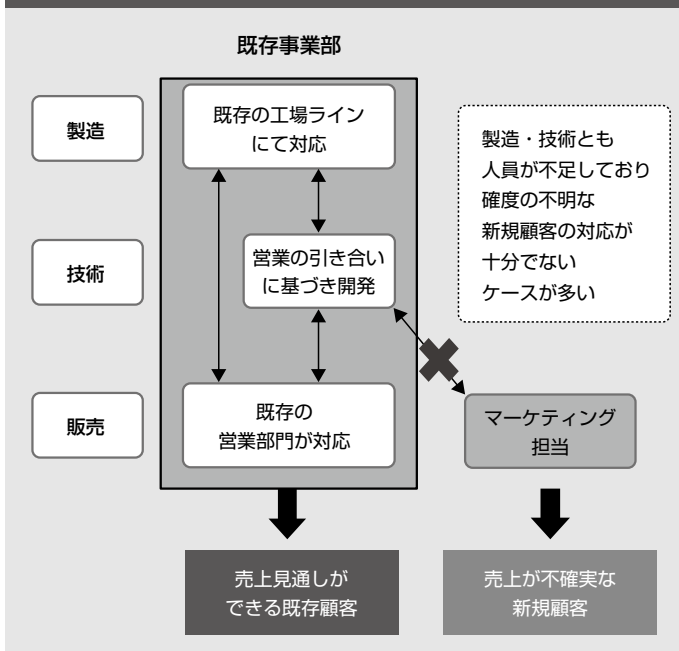 既存事業部
製造
既存の工場ライン
にて対応
製造・技術とも
人員が不足しており
確度の不明な
新規顧客の対応が
十分でない
ケースが多い
技術
営業の引き合い
に基づき開発
販売
既存の
営業部門が対応
マーケティング
担当
売上見通しが
できる既存顧客
売上が不確実な
新規顧客